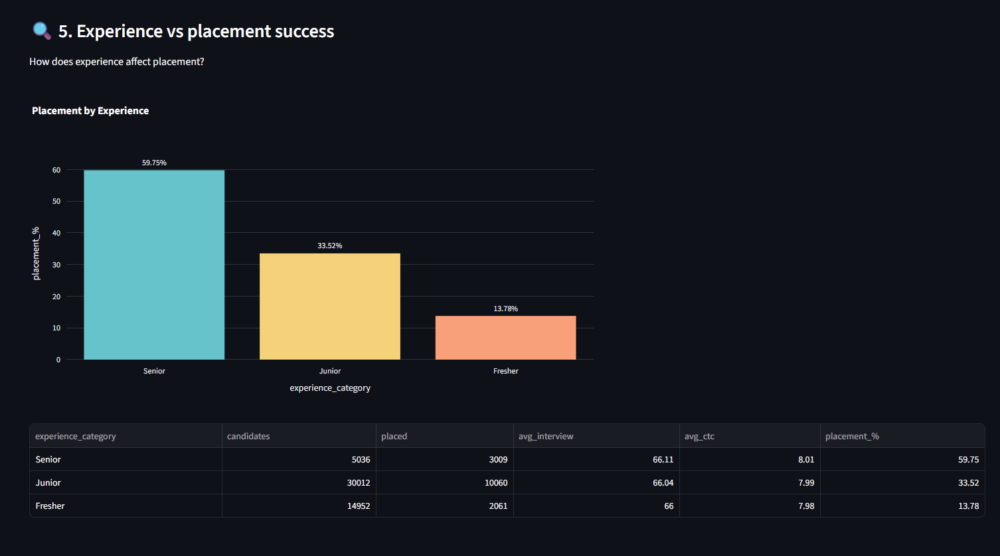 🔍 5. Experience vs placement success
How does experience affect placement?
Placement by Experience
59.75%
33.52%
13.78%
60
50
40
30
20
10
0
placement_%
Senior Junior Fresher
experience_category
experience_category candidates placed avg_interview avg_ctc placement_%
Senior 5036 3009 66.11 8.01 59.75
Junior 30012 10060 66.04 7.99 33.52
Fresher 14952 2061 66 7.98 13.78